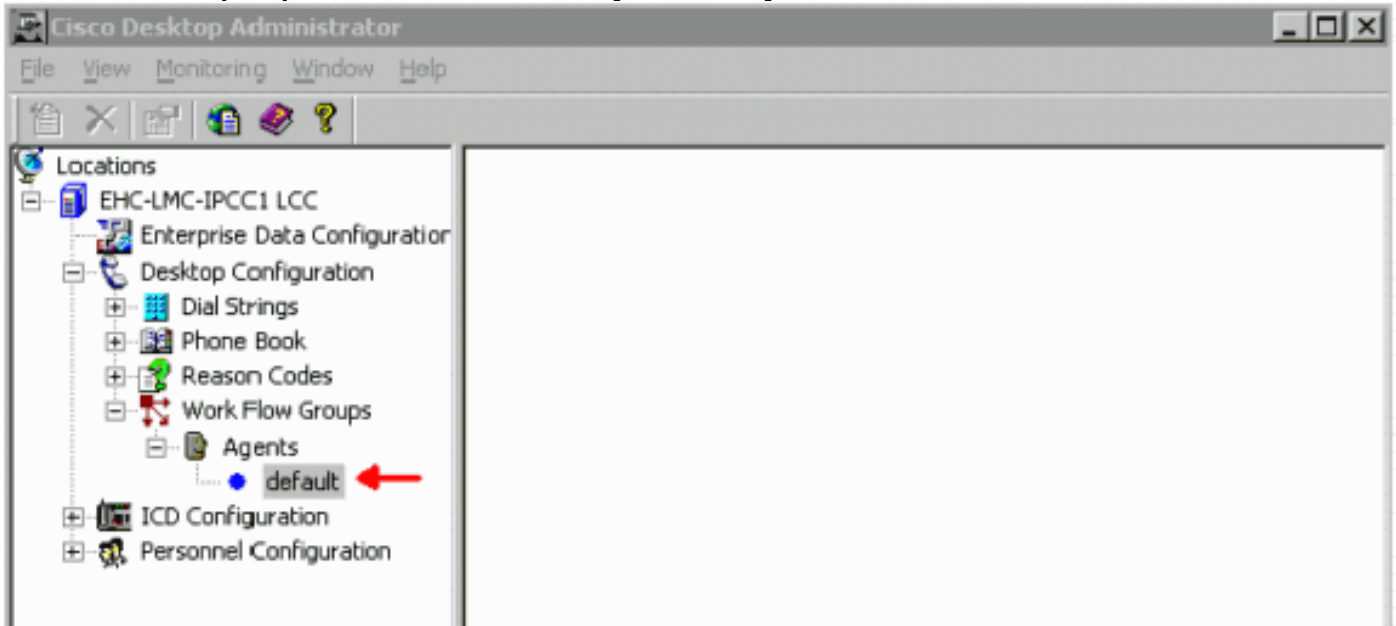 Cisco Desktop Administrator
File View Monitoring Window Help
Locations
EHC-LMC-IPCC1 LCC
Enterprise Data Configuration
Desktop Configuration
Dial Strings
Phone Book
Reason Codes
Work Flow Groups
Agents
default
ICD Configuration
Personnel Configuration